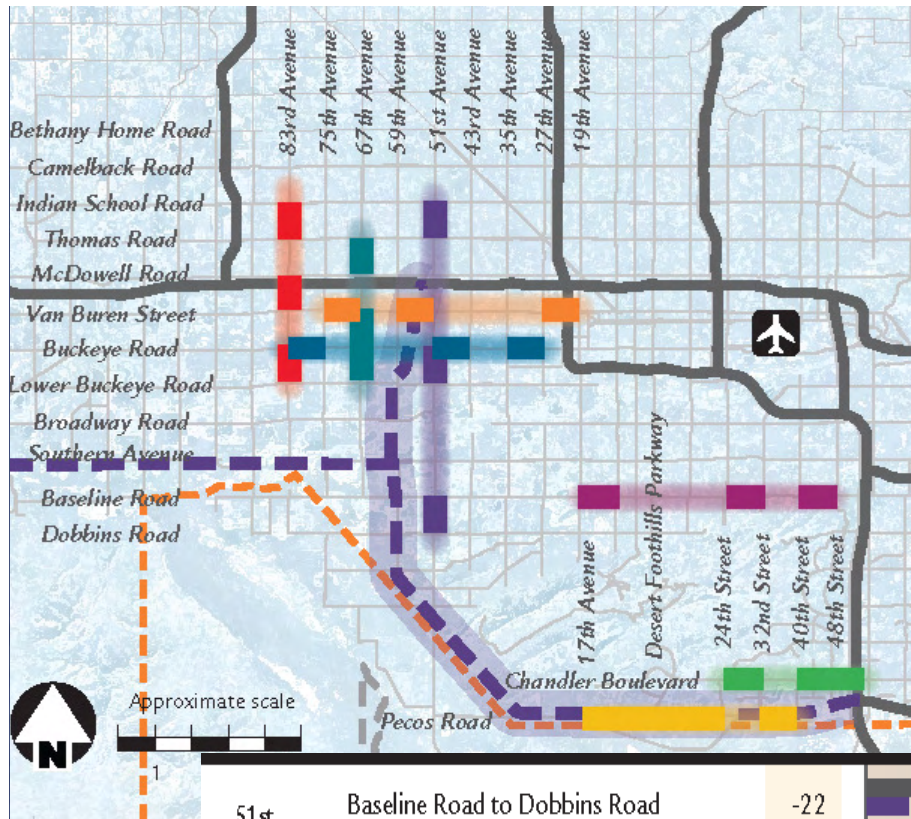 83rd Avenue
75th Avenue
67th Avenue
59th Avenue
51st Avenue
43rd Avenue
35th Avenue
27th Avenue
19th Avenue
Bethany Home Road
Camelback Road
Indian School Road
Thomas Road
McDowell Road
Van Buren Street
Buckeye Road
Lower Buckeye Road
Broadway Road
Southern Avenue
Baseline Road
Dobbins Road
17th Avenue
Desert Foothills Parkway
24th Street
32nd Street
40th Street
48th Street
Chandler Boulevard
Pecos Road
Approximate scale
N
1
51st
Baseline Road to Dobbins Road -22